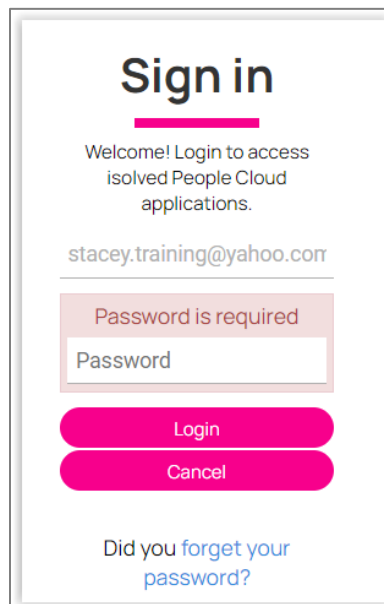 Sign in
Welcome! Login to access
isolved People Cloud
applications.
stacey.training@yahoo.com
Password is required
Password
Login
Cancel
Did you forget your
password?